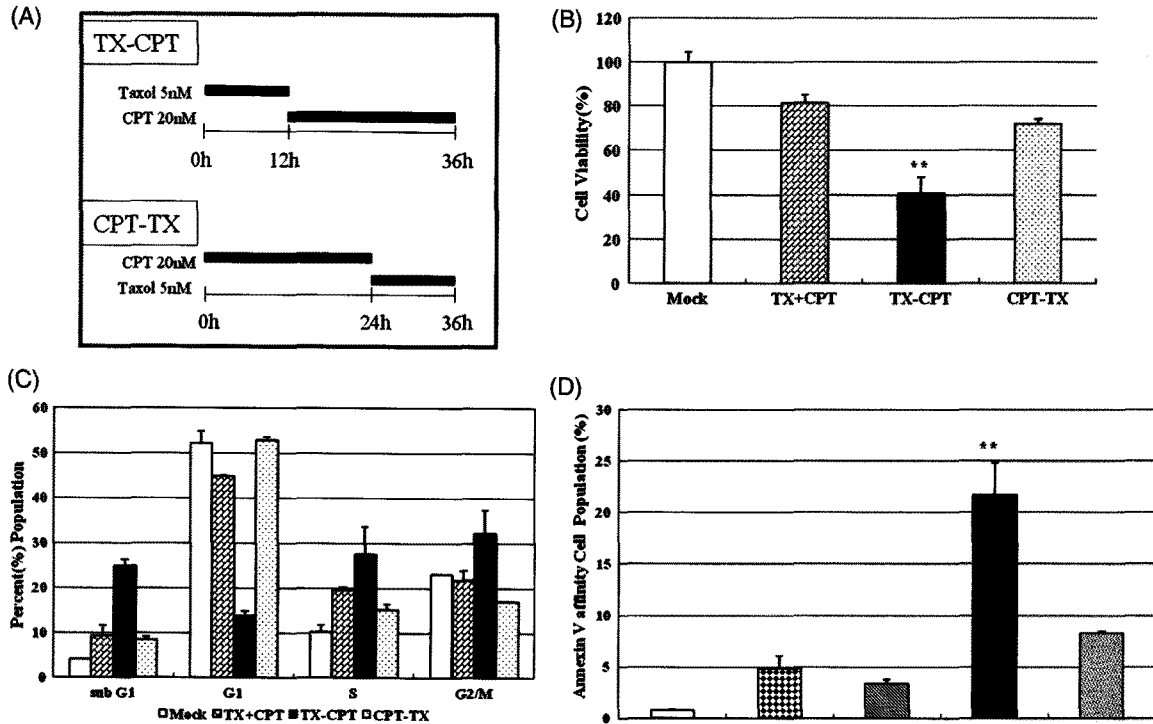 (A)
TX-CPT
Taxol 5nM
CPT 20nM
0h 12h 36h
CPT-TX
CPT 20nM
Taxol 5nM
0h 24h 36h
(B)
Cell Viability(%)
120
100
80
60
40
20
0
**
Mock TX+CPT TX-CPT CPT-TX
(C)
Percent(%) Population
60
50
40
30
20
10
0
sub G1 G1 S G2/M
Mock TX+CPT TX-CPT CPT-TX
(D)
Annexin V affinity Cell Population (%)
30
25
20
15
10
5
0
**